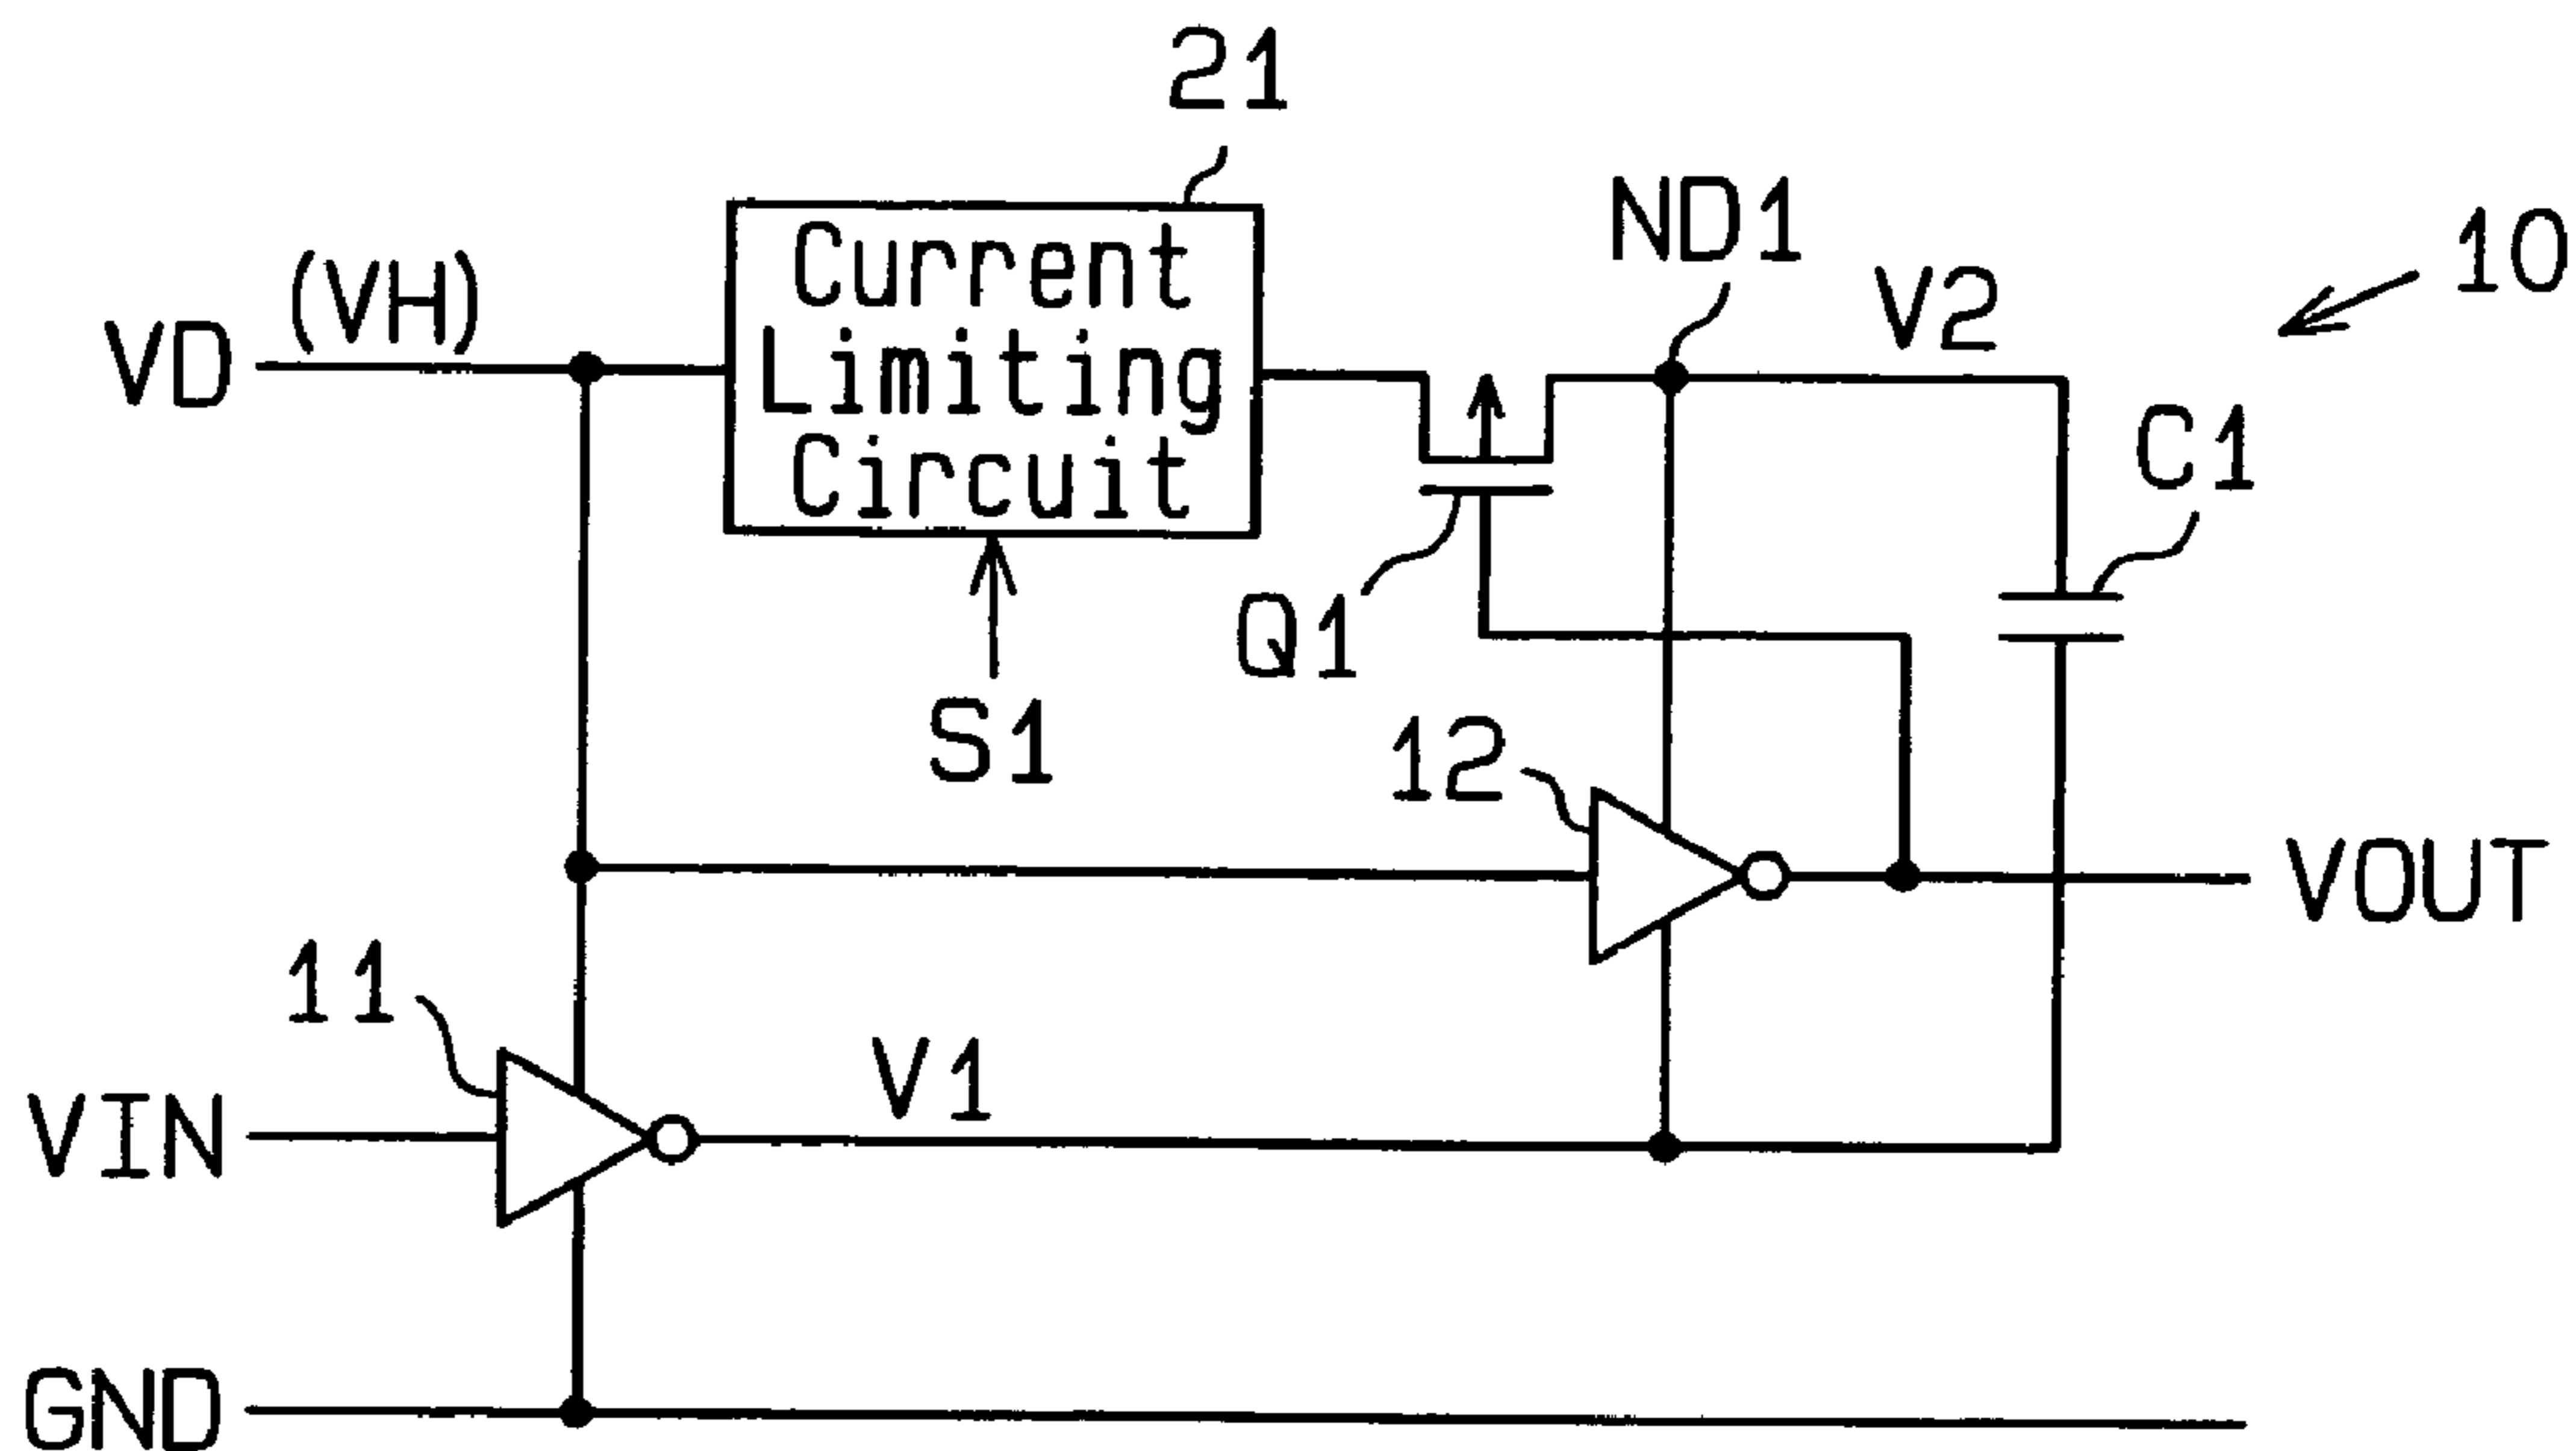 21
Current
Limiting
Circuit
ND1
10
(VH)
VD
V2
C1
Q1
S1
12
VOUT
11
V1
VIN
GND